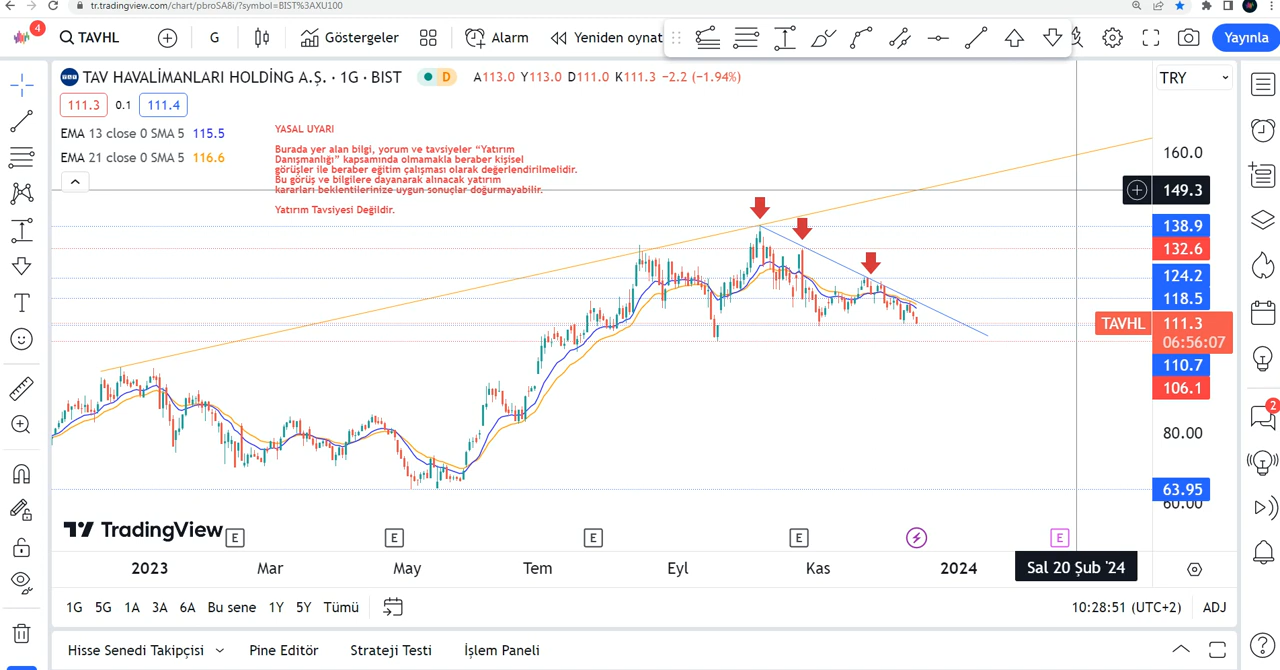 tr.tradingview.com/chart/pbroSA8i/?symbol=BIST%3AXU100
4
TAVHL
G
Göstergeler
Alarm
Yeniden oynat
Yayınla
TAV HAVALİMANLARI HOLDİNG A.Ş. · 1G · BIST
D
A113.0 Y113.0 D111.0 K111.3 −2.2 (−1.94%)
TRY
111.3
0.1
111.4
EMA 13 close 0 SMA 5 115.5
EMA 21 close 0 SMA 5 116.6
YASAL UYARI
Burada yer alan bilgi, yorum ve tavsiyeler “Yatırım
Danışmanlığı” kapsamında olmamakla beraber kişisel
görüşler ile beraber eğitim çalışması olarak değerlendirilmelidir.
Bu görüş ve bilgilere dayanarak alınacak yatırım
kararları beklentilerinize uygun sonuçlar doğurmayabilir.
Yatırım Tavsiyesi Değildir.
160.0
149.3
138.9
132.6
124.2
118.5
TAVHL 111.3
06:56:07
110.7
106.1
80.00
63.95
60.00
2
TradingView
E
E
E
E
E
2023
Mar
May
Tem
Eyl
Kas
2024
Sal 20 Şub '24
1G 5G 1A 3A 6A Bu sene 1Y 5Y Tümü
10:28:51 (UTC+2)
ADJ
Hisse Senedi Takipçisi
Pine Editör
Strateji Testi
İşlem Paneli